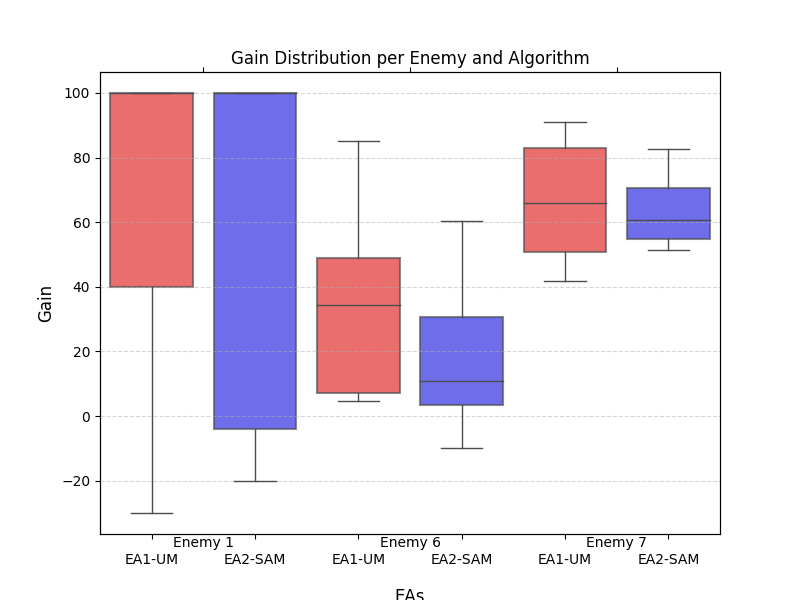 Gain Distribution per Enemy and Algorithm
100
80
60
40
20
0
−20
Gain
Enemy 1 Enemy 6 Enemy 7
EA1-UM EA2-SAM EA1-UM EA2-SAM EA1-UM EA2-SAM
EAs